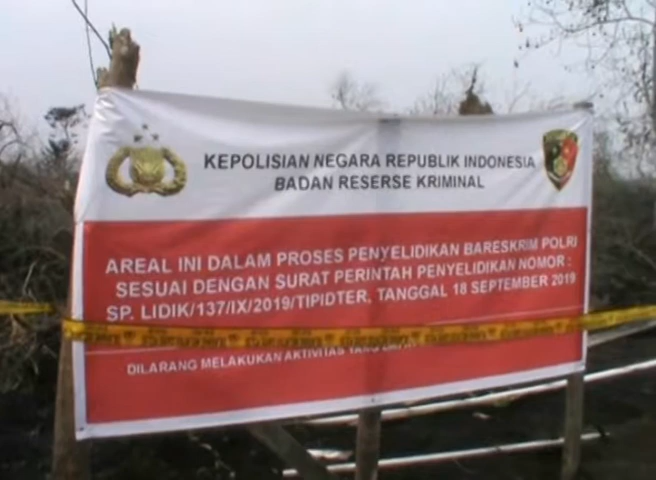 KEPOLISIAN NEGARA REPUBLIK INDONESIA
BADAN RESERSE KRIMINAL
AREAL INI DALAM PROSES PENYELIDIKAN BARESKRIM POLRI
SESUAI DENGAN SURAT PERINTAH PENYELIDIKAN NOMOR :
SP. LIDIK/137/IX/2019/TIPIDTER, TANGGAL 18 SEPTEMBER 2019
DILARANG MELAKUKAN AKTIVITAS YANG